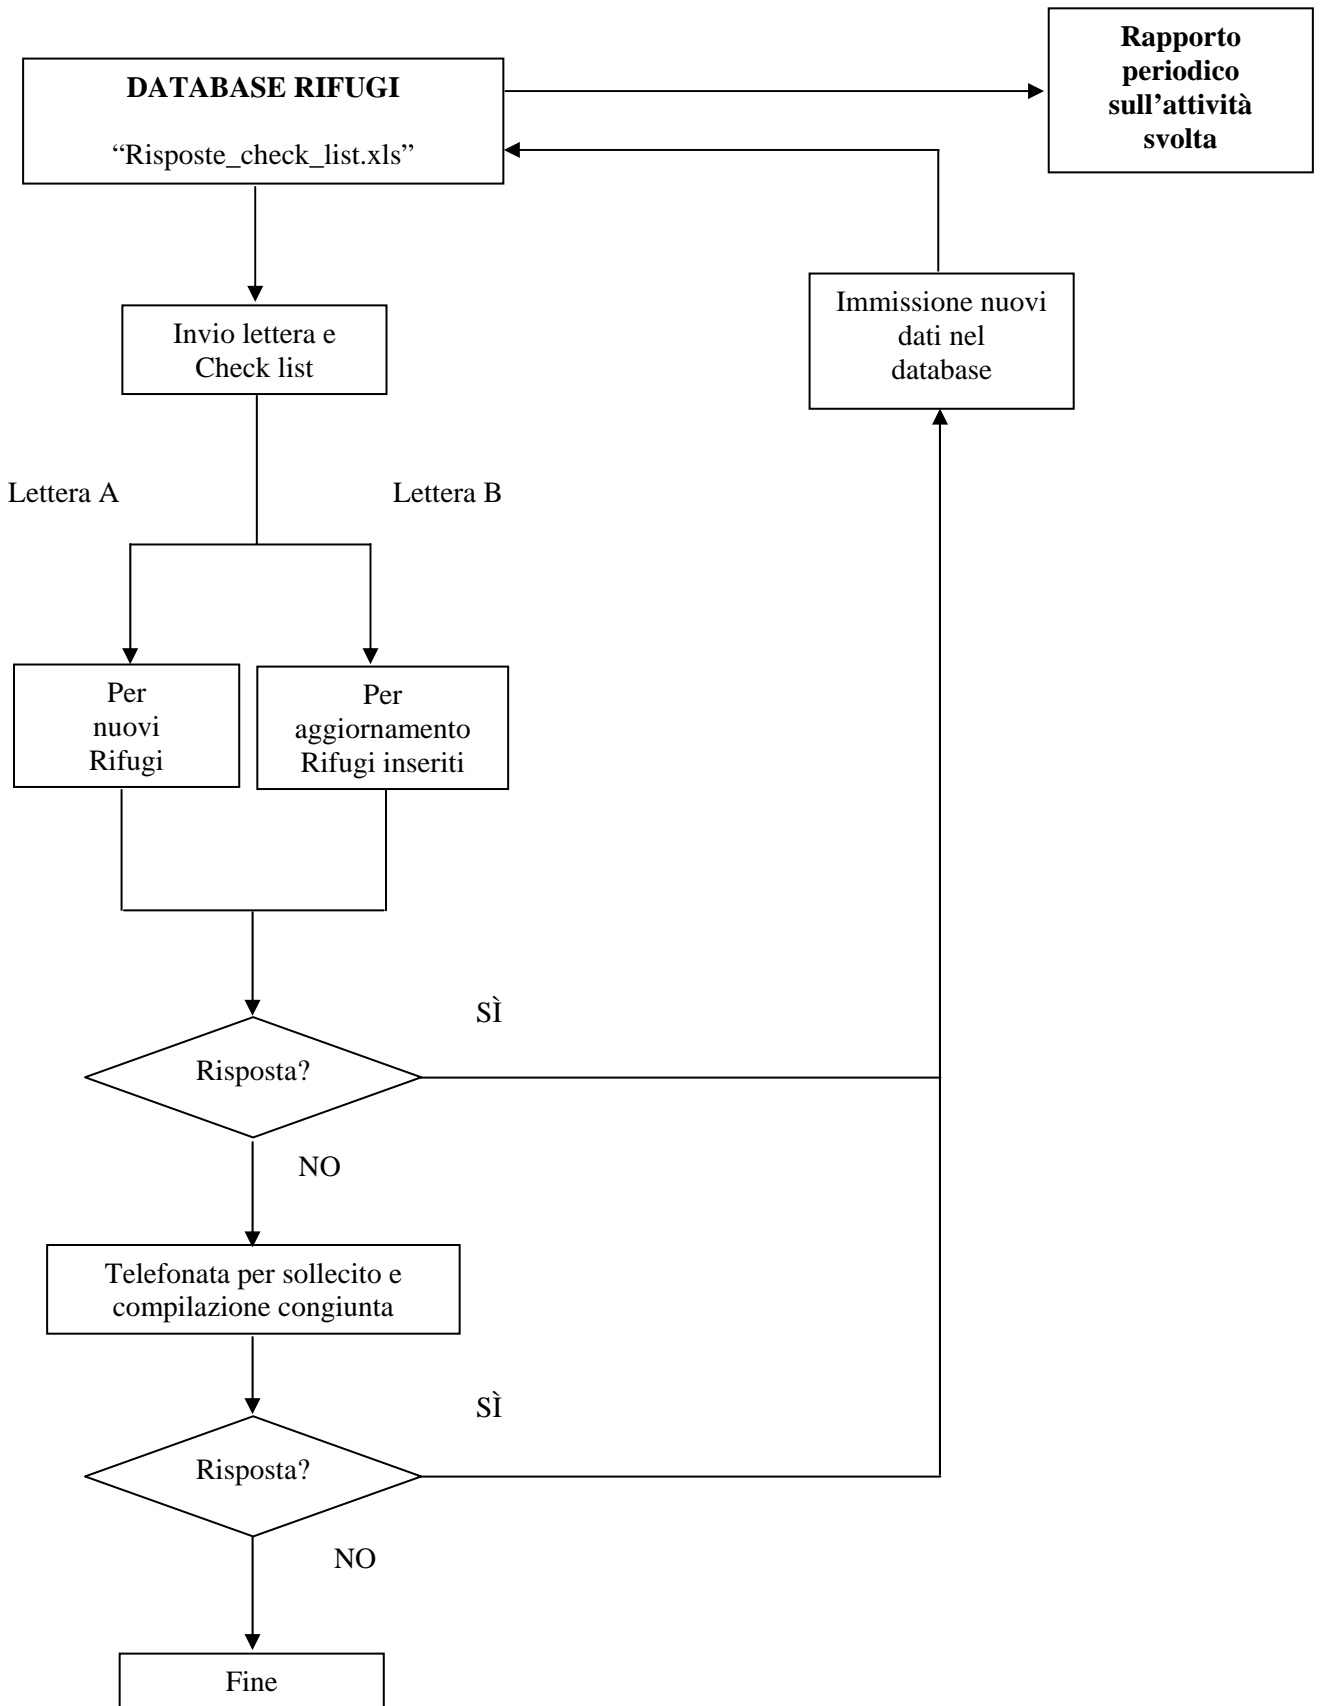 Rapporto
periodico
sull’attività
svolta
DATABASE RIFUGI
“Risposte_check_list.xls”
Immissione nuovi
dati nel
database
Invio lettera e
Check list
Lettera A
Lettera B
Per
nuovi
Rifugi
Per
aggiornamento
Rifugi inseriti
SÌ
Risposta?
NO
Telefonata per sollecito e
compilazione congiunta
SÌ
Risposta?
NO
Fine